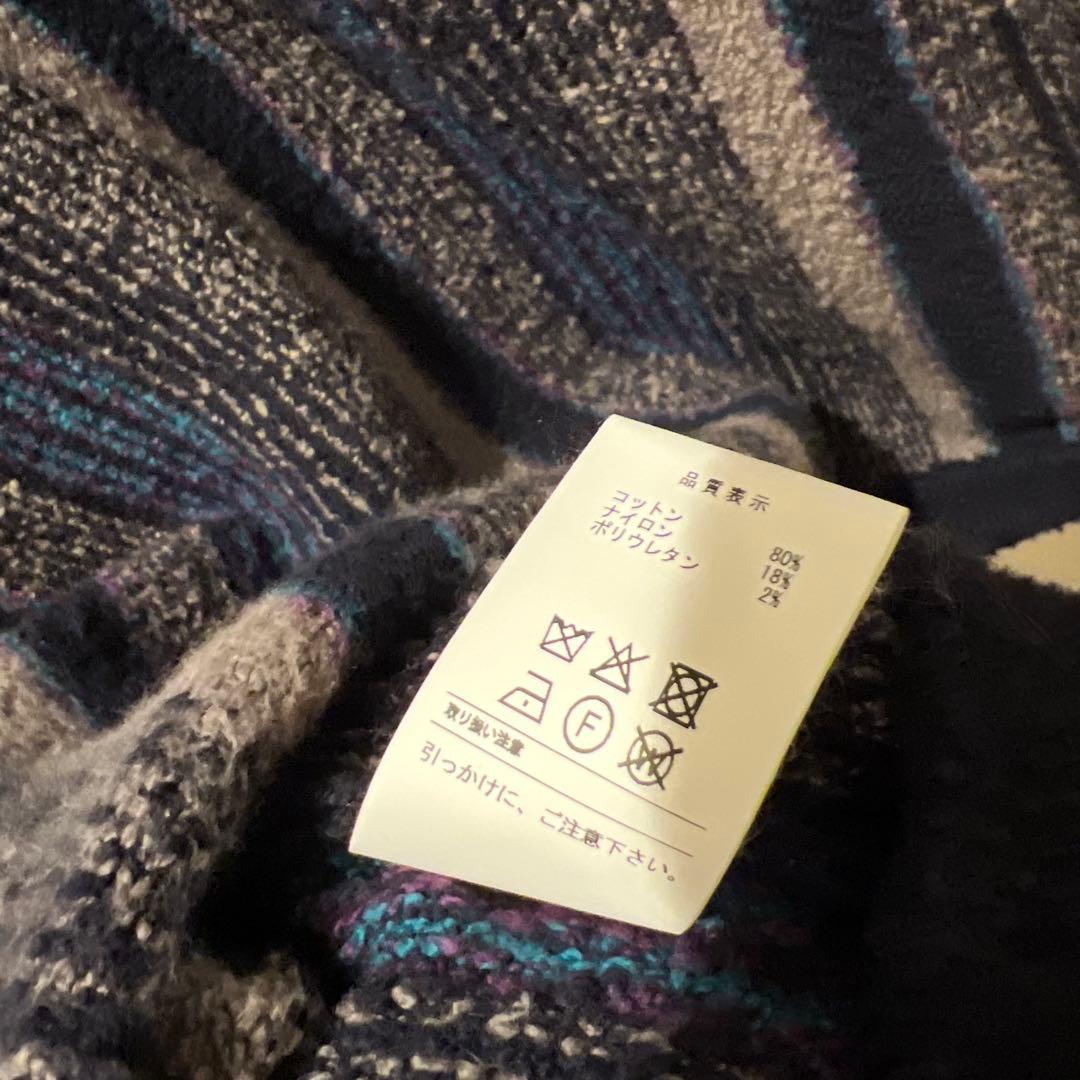 品質表示
コットン 80%
ナイロン 18%
ポリウレタン 2%
F
W
取り扱い注意
引っかけに、ご注意下さい。